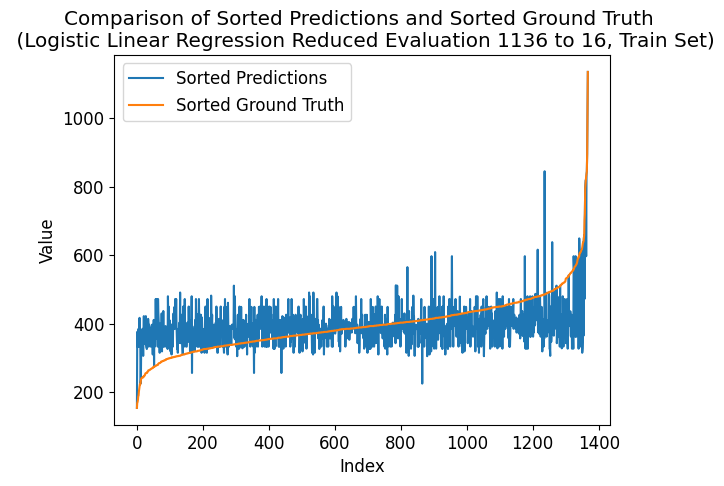 Comparison of Sorted Predictions and Sorted Ground Truth
(Logistic Linear Regression Reduced Evaluation 1136 to 16, Train Set)
Sorted Predictions
Sorted Ground Truth
1000
800
600
400
200
Value
0 200 400 600 800 1000 1200 1400
Index